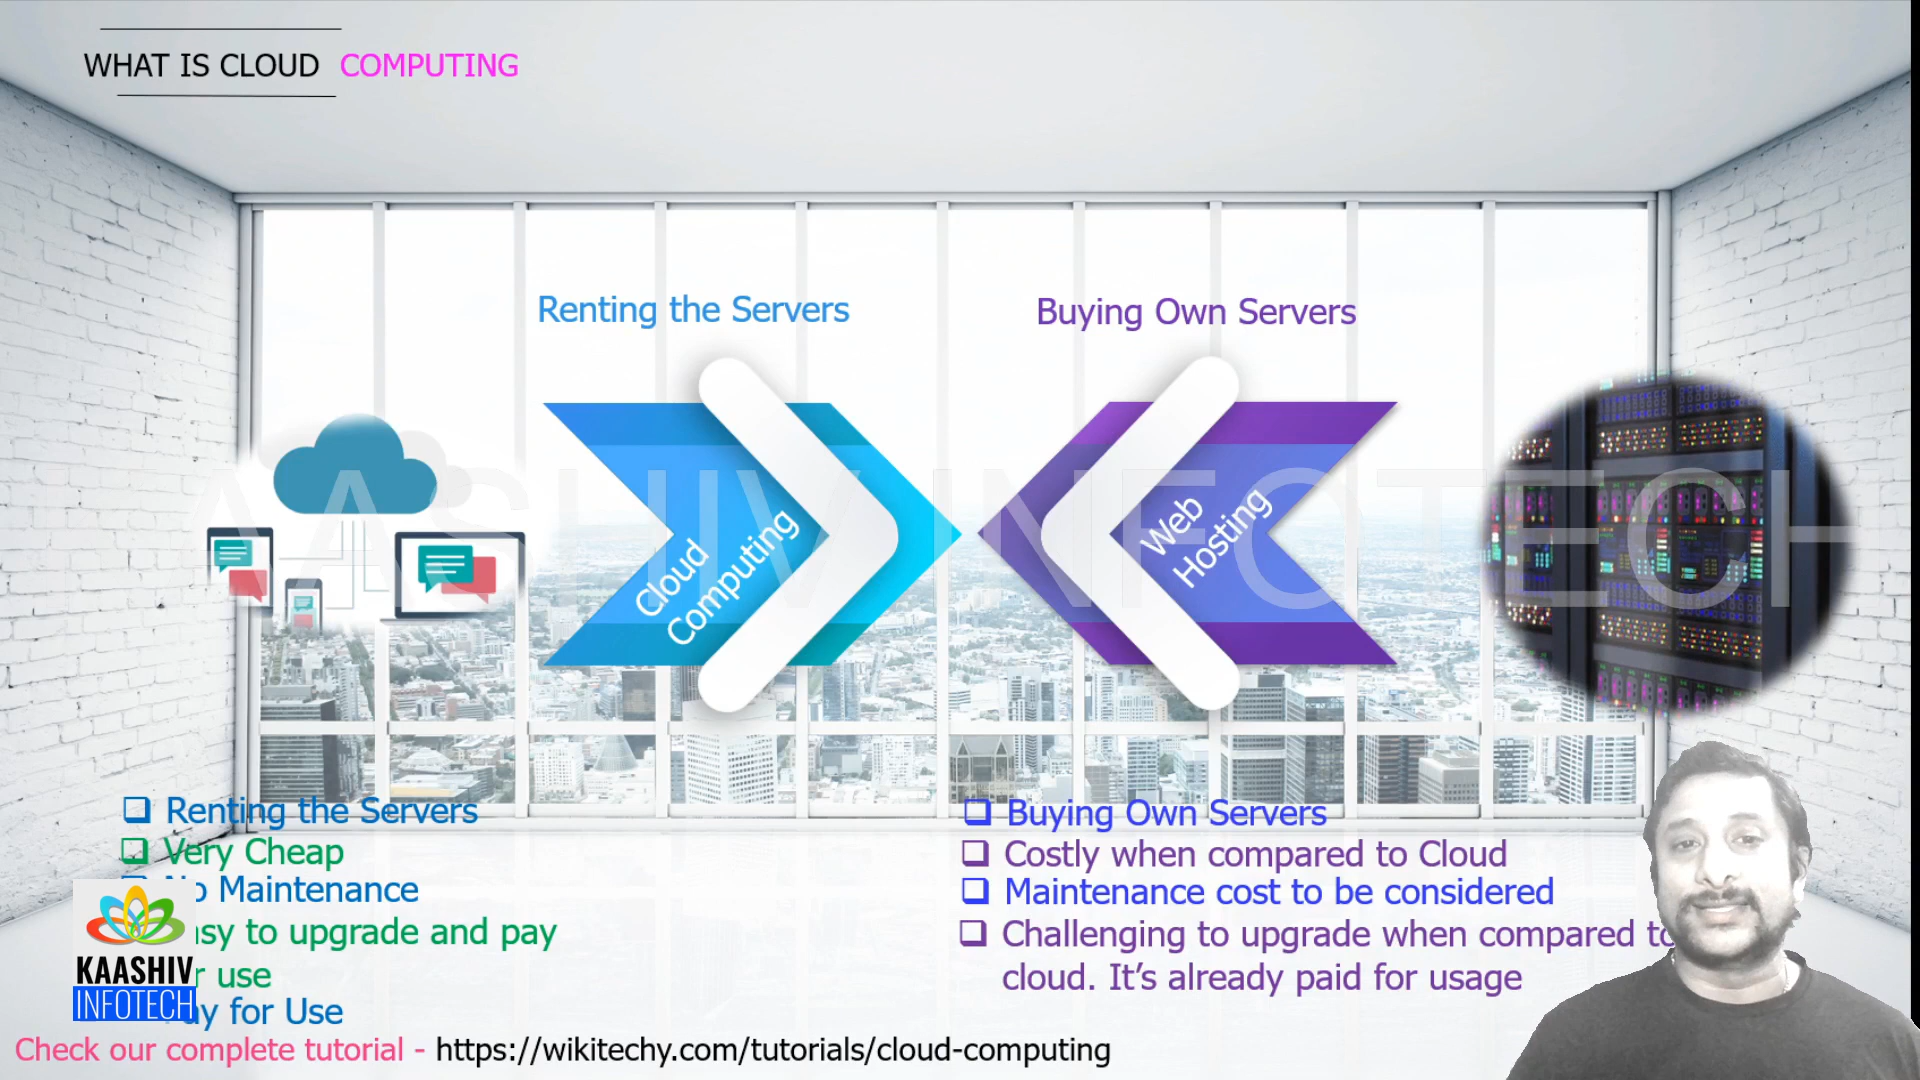 WHAT IS CLOUD COMPUTING
Renting the Servers
Buying Own Servers
Cloud
Computing
Web
Hosting
AASHIV INFOTECH
Renting the Servers
Very Cheap
Maintenance
to upgrade and pay
use
for Use
KAASHIV
INFOTECH
Buying Own Servers
Costly when compared to Cloud
Maintenance cost to be considered
Challenging to upgrade when compared to
cloud. It’s already paid for usage
Check our complete tutorial - https://wikitechy.com/tutorials/cloud-computing